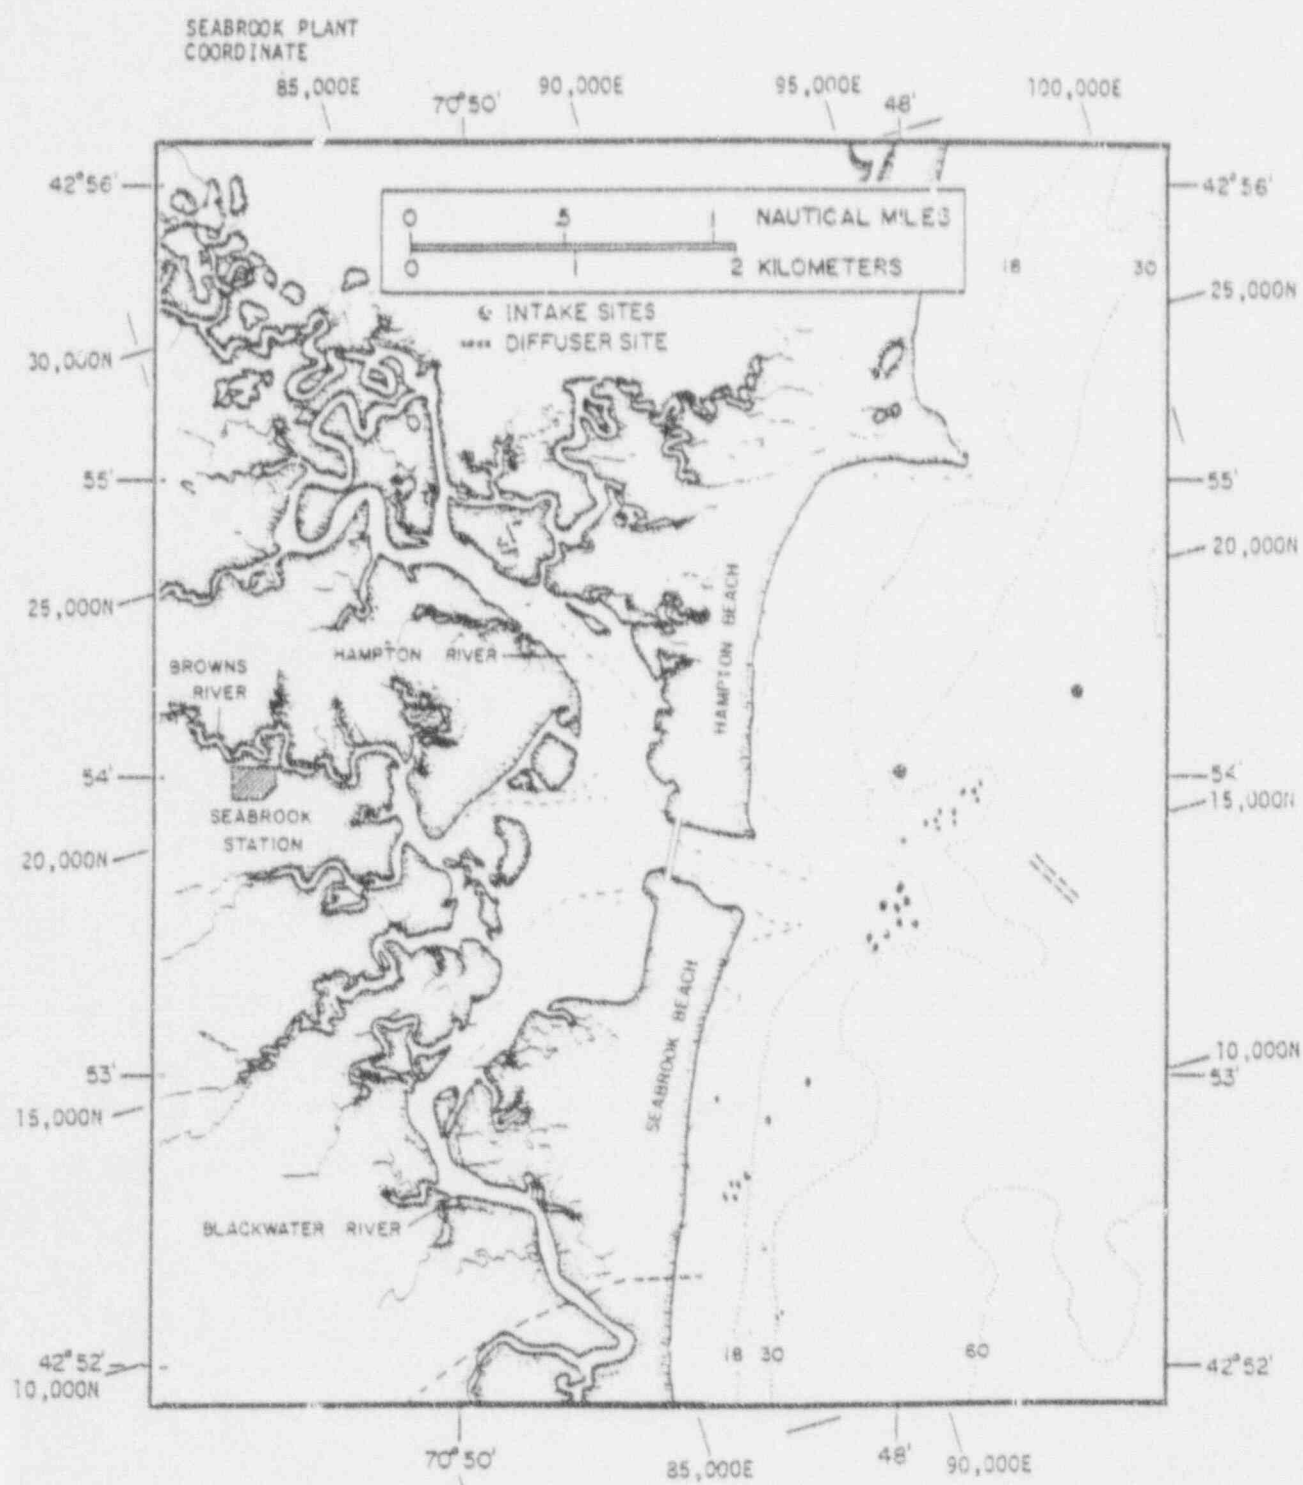 SEABROOK PLANT
COORDINATE
85,000E
70°50'
90,000E
95,000E
48'
100,000E
42°56'
42°56'
0 .5 1 NAUTICAL MILES
0 1 2 KILOMETERS
18
30
25,000N
INTAKE SITES
DIFFUSER SITE
30,000N
55'
55'
20,000N
25,000N
HAMPTON BEACH
HAMPTON RIVER
BROWNS
RIVER
54'
54'
15,000N
SEABROOK
STATION
20,000N
SEABROOK BEACH
10,000N
53'
53'
15,000N
BLACKWATER RIVER
18 30
60
42°52'
42°52'
10,000N
70°50'
85,000E
48'
90,000E